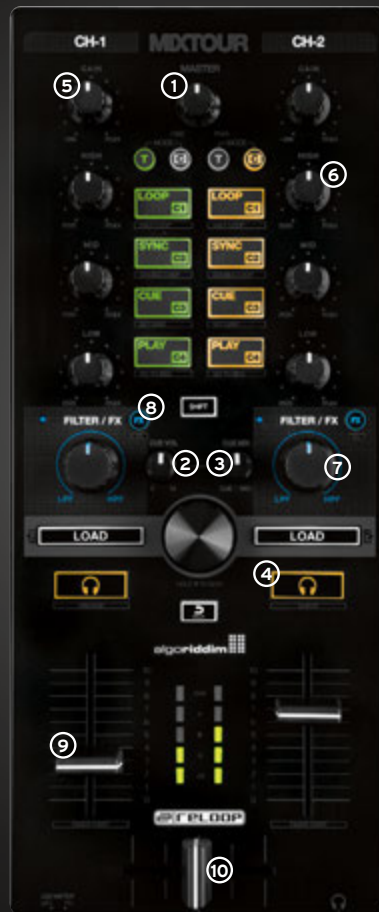 CH-1 MIXTOUR CH-2
GAIN MASTER GAIN
5 1
T C T C
HIGH HIGH
6
LOOP C1 LOOP C1
SYNC C2 SYNC C2
MID MID
CUE C3 CUE C3
LOW LOW
PLAY C4 PLAY C4
8 SHIFT
FILTER / FX FX FILTER / FX FX
CUE VOL CUE MIX
2 3 7
LPF HPF LPF HPF
LOAD LOAD
4
algoriddim
9
reloop
10